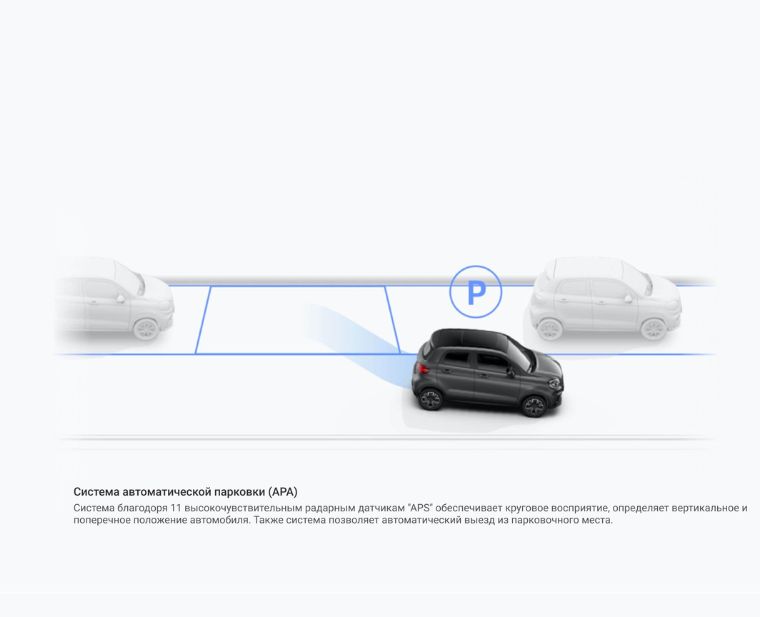 P
Система автоматической парковки (APA)
Система благодоря 11 высокочувствительным радарным датчикам "APS" обеспечивает круговое восприятие, определяет вертикальное и
поперечное положение автомобиля. Также система позволяет автоматический выезд из парковочного места.